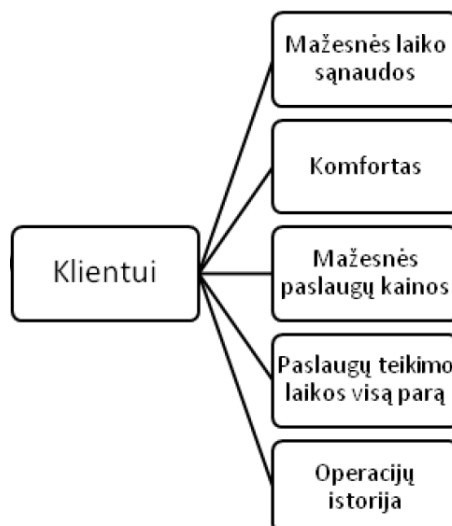 Mažesnės laiko
sąnaudos
Komfortas
Klientui
Mažesnės
paslaugų kainos
Paslaugų teikimo
laikos visą parą
Operacijų
istorija